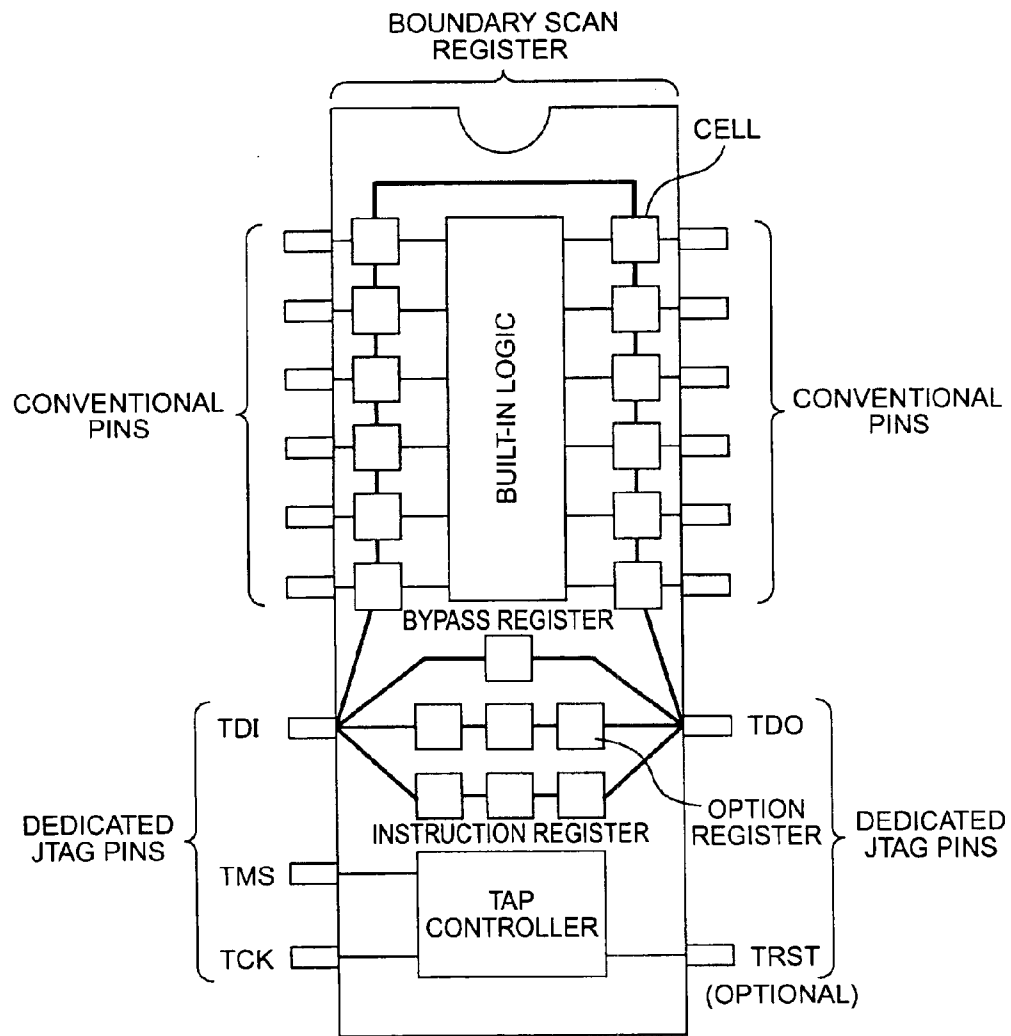 BOUNDARY SCAN
REGISTER
CELL
CONVENTIONAL
PINS
BUILT-IN LOGIC
CONVENTIONAL
PINS
BYPASS REGISTER
TDI
TDO
DEDICATED
JTAG PINS
OPTION
REGISTER
DEDICATED
JTAG PINS
INSTRUCTION REGISTER
TMS
TAP
CONTROLLER
TCK
TRST
(OPTIONAL)